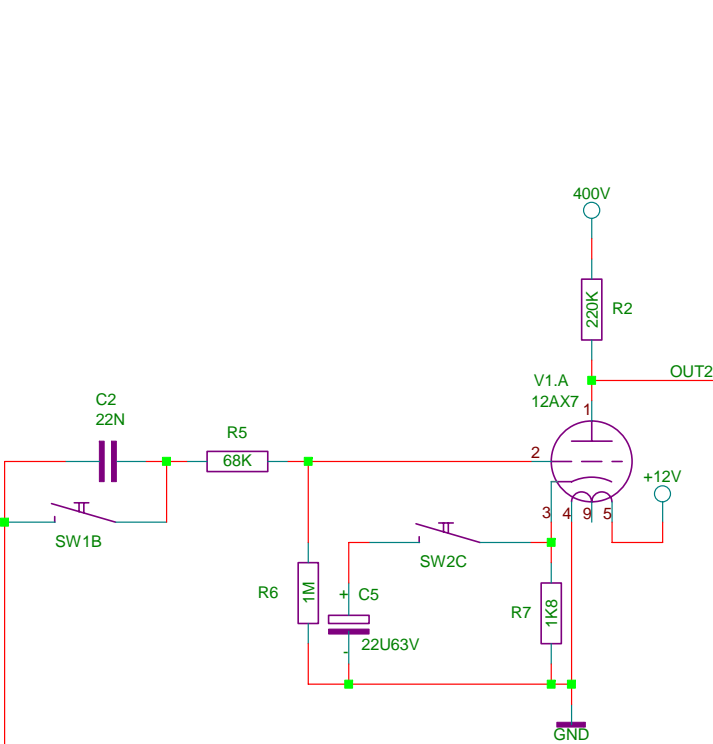 400V
220K
R2
V1.A
OUT2
12AX7
1
C2
22N
R5
68K
2
+12V
3
4
9
5
SW1B
SW2C
R6
1M
+
C5
R7
1K8
22U63V
-
GND